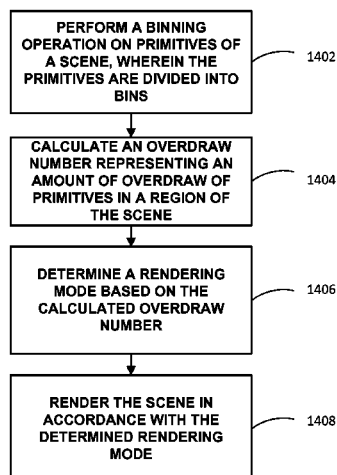 PERFORM A BINNING
OPERATION ON PRIMITIVES OF
A SCENE, WHEREIN THE
PRIMITIVES ARE DIVIDED INTO
BINS
1402
CALCULATE AN OVERDRAW
NUMBER REPRESENTING AN
AMOUNT OF OVERDRAW OF
PRIMITIVES IN A REGION OF
THE SCENE
1404
DETERMINE A RENDERING
MODE BASED ON THE
CALCULATED OVERDRAW
NUMBER
1406
RENDER THE SCENE IN
ACCORDANCE WITH THE
DETERMINED RENDERING
MODE
1408